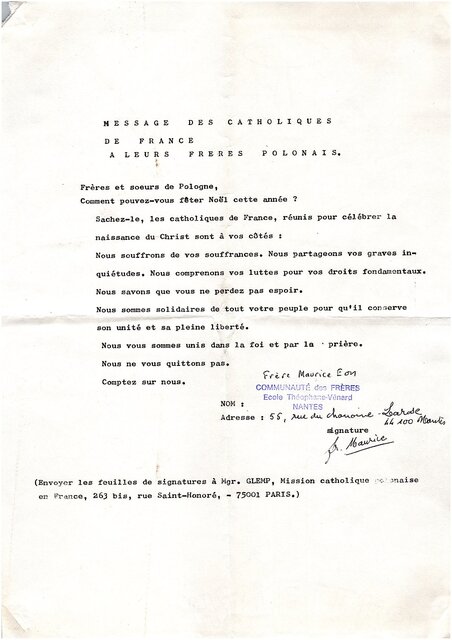 MESSAGE DES CATHOLIQUES
DE FRANCE
A LEURS FRERES POLONAIS.
Frères et soeurs de Pologne,
Comment pouvez-vous fêter Noël cette année ?
Sachez-le, les catholiques de France, réunis pour célébrer la
naissance du Christ sont à vos côtés :
Nous souffrons de vos souffrances. Nous partageons vos graves in-
quiétudes. Nous comprenons vos luttes pour vos droits fondamentaux.
Nous savons que vous ne perdez pas espoir.
Nous sommes solidaires de tout votre peuple pour qu'il conserve
son unité et sa pleine liberté.
Nous vous sommes unis dans la foi et par la prière.
Nous ne vous quittons pas.
Comptez sur nous.
Frère Maurice Eon
COMMUNAUTÉ des FRÈRES
Ecole Théophane-Vénard
NANTES
NOM :
Adresse : 55, rue du chanoine Larose
44 100 Nantes
signature
fr. Maurice
(Envoyer les feuilles de signatures à Mgr. GLEMP, Mission catholique polonaise
en France, 263 bis, rue Saint-Honoré, - 75001 PARIS.)